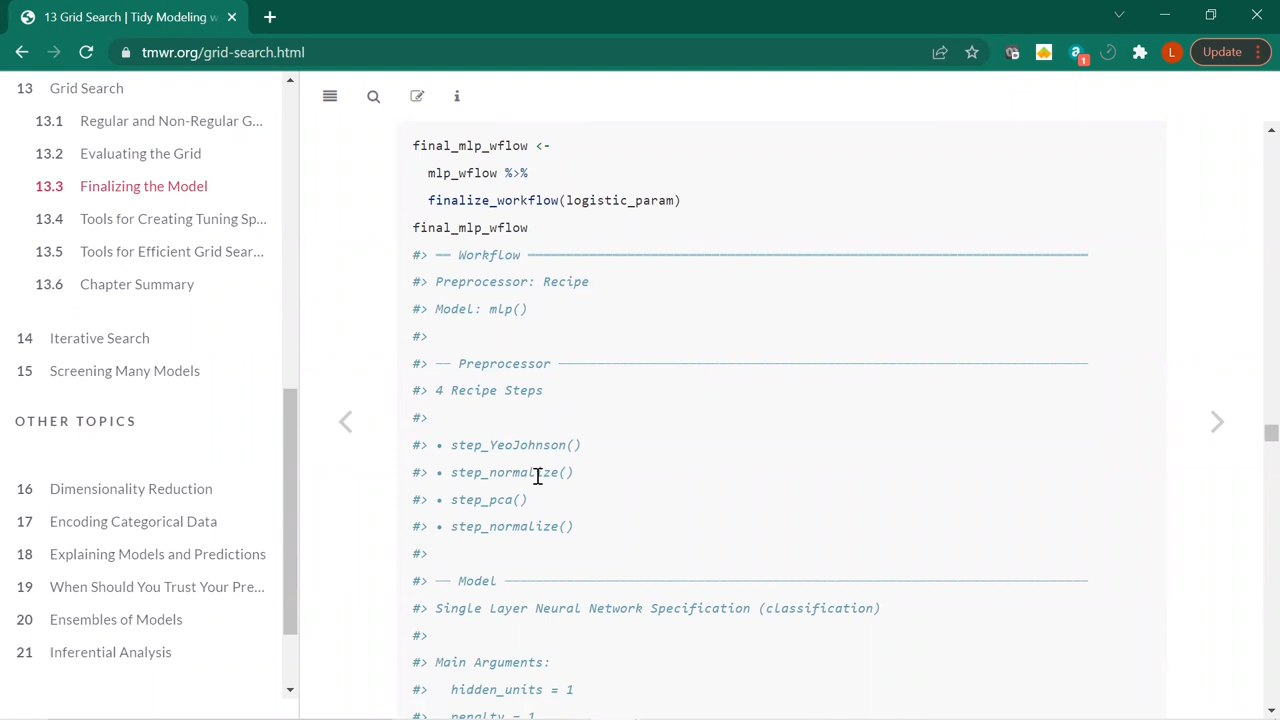 13 Grid Search | Tidy Modeling w
tmwr.org/grid-search.html
1
L
Update
13 Grid Search
13.1 Regular and Non-Regular G...
13.2 Evaluating the Grid
13.3 Finalizing the Model
13.4 Tools for Creating Tuning Sp...
13.5 Tools for Efficient Grid Sear...
13.6 Chapter Summary
14 Iterative Search
15 Screening Many Models
OTHER TOPICS
16 Dimensionality Reduction
17 Encoding Categorical Data
18 Explaining Models and Predictions
19 When Should You Trust Your Pre...
20 Ensembles of Models
21 Inferential Analysis
final_mlp_wflow <-
mlp_wflow %>%
finalize_workflow(logistic_param)
final_mlp_wflow
#> ══ Workflow ══════════
#> Preprocessor: Recipe
#> Model: mlp()
#>
#> ── Preprocessor ──────────
#> 4 Recipe Steps
#>
#> • step_YeoJohnson()
#> • step_normalize()
#> • step_pca()
#> • step_normalize()
#>
#> ── Model ──────────
#> Single Layer Neural Network Specification (classification)
#>
#> Main Arguments:
#> hidden_units = 1
#> penalty = 1